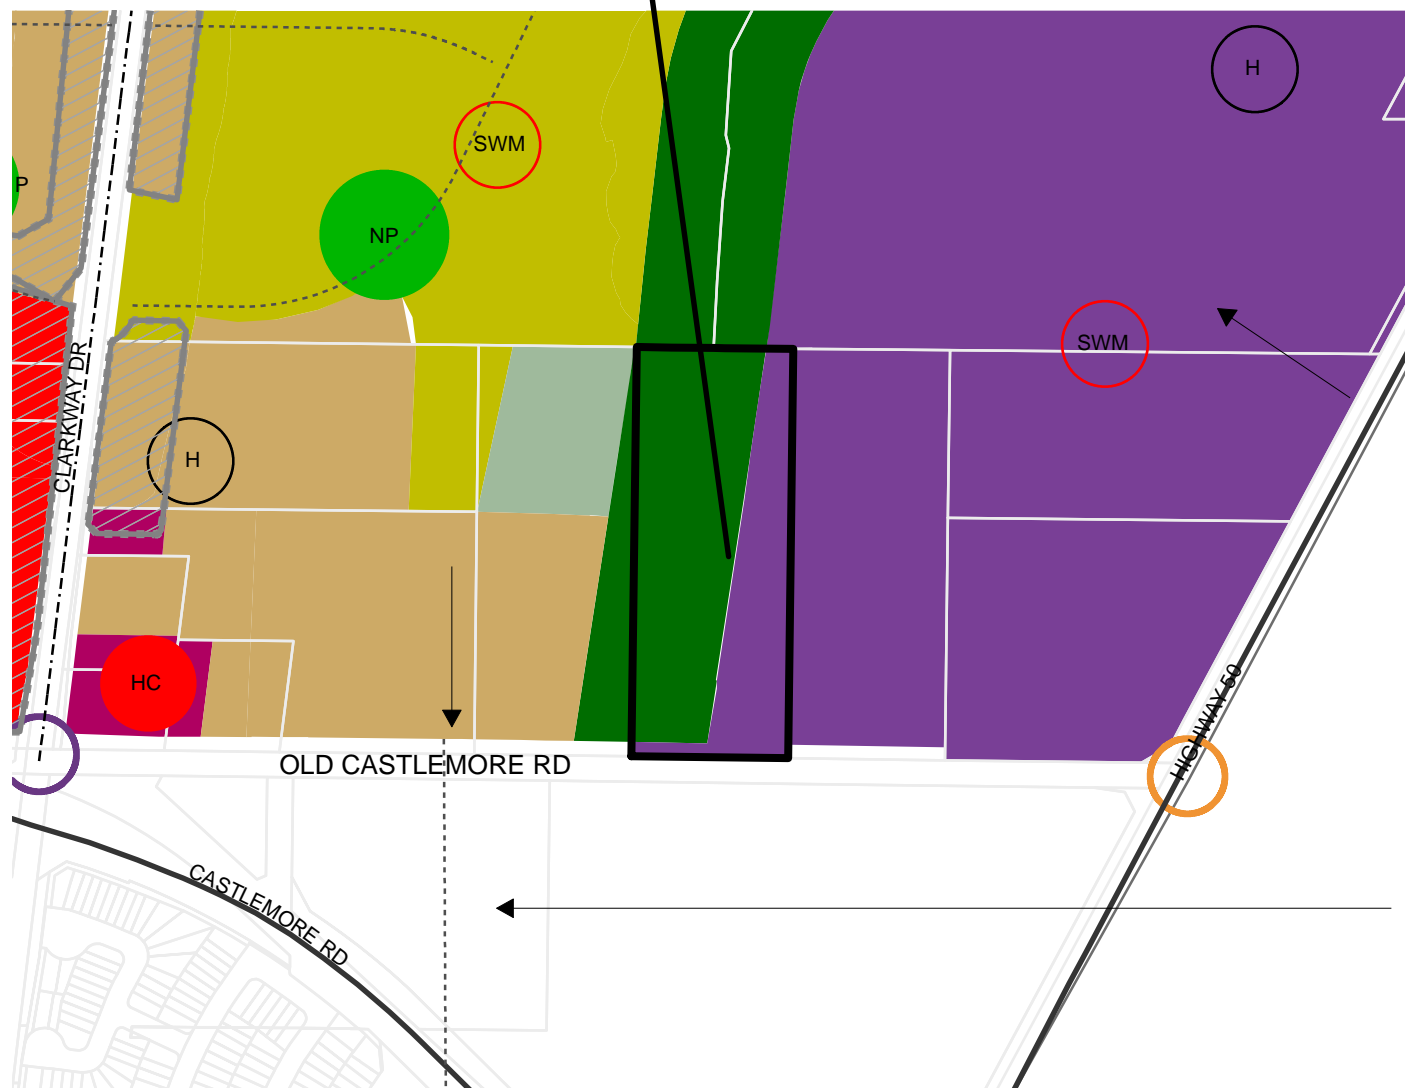 H
SWM
P
NP
SWM
CLARKWAY DR
H
HC
HIGHWAY 50
OLD CASTLEMORE RD
CASTLEMORE RD